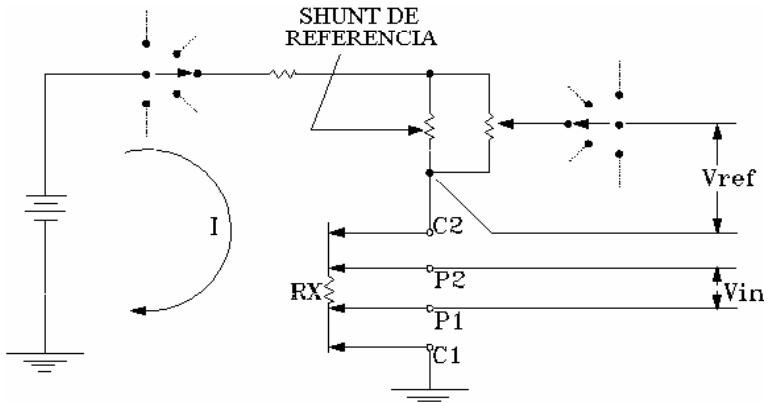 SHUNT DE
REFERENCIA
Vref
I
C2
P2
RX
Vin
P1
C1